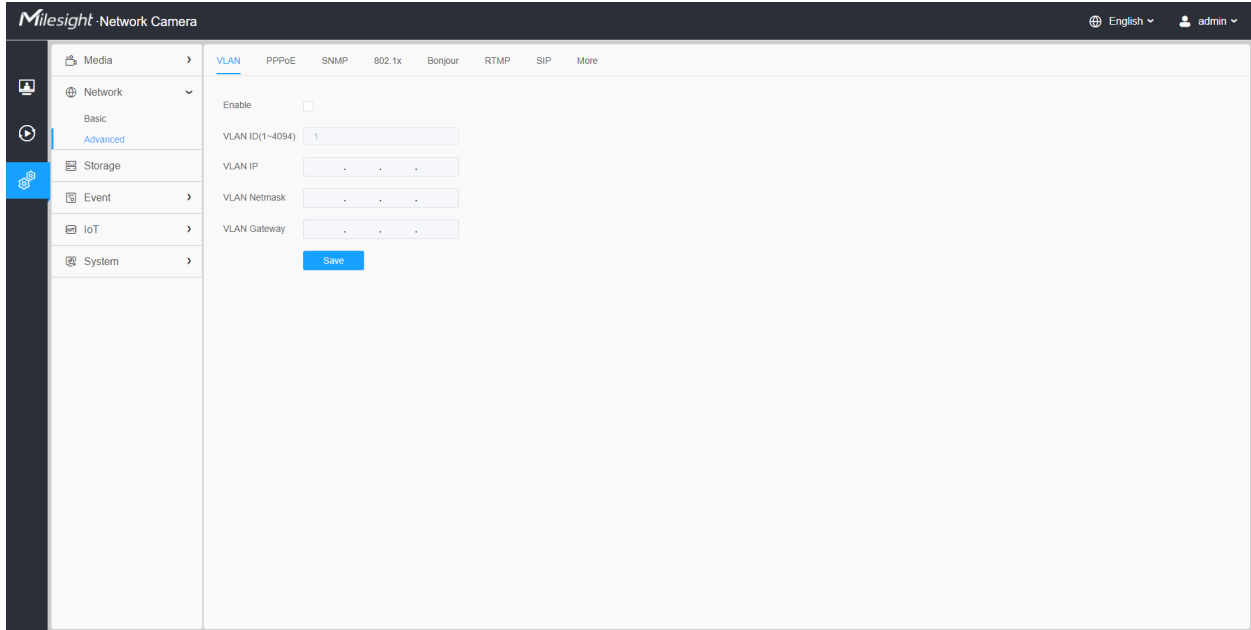 Milesight ·Network Camera
English
admin
Media
Network
Basic
Advanced
Storage
Event
IoT
System
VLAN PPPoE SNMP 802.1x Bonjour RTMP SIP More
Enable
VLAN ID(1~4094) 1
VLAN IP . . .
VLAN Netmask . . .
VLAN Gateway . . .
Save